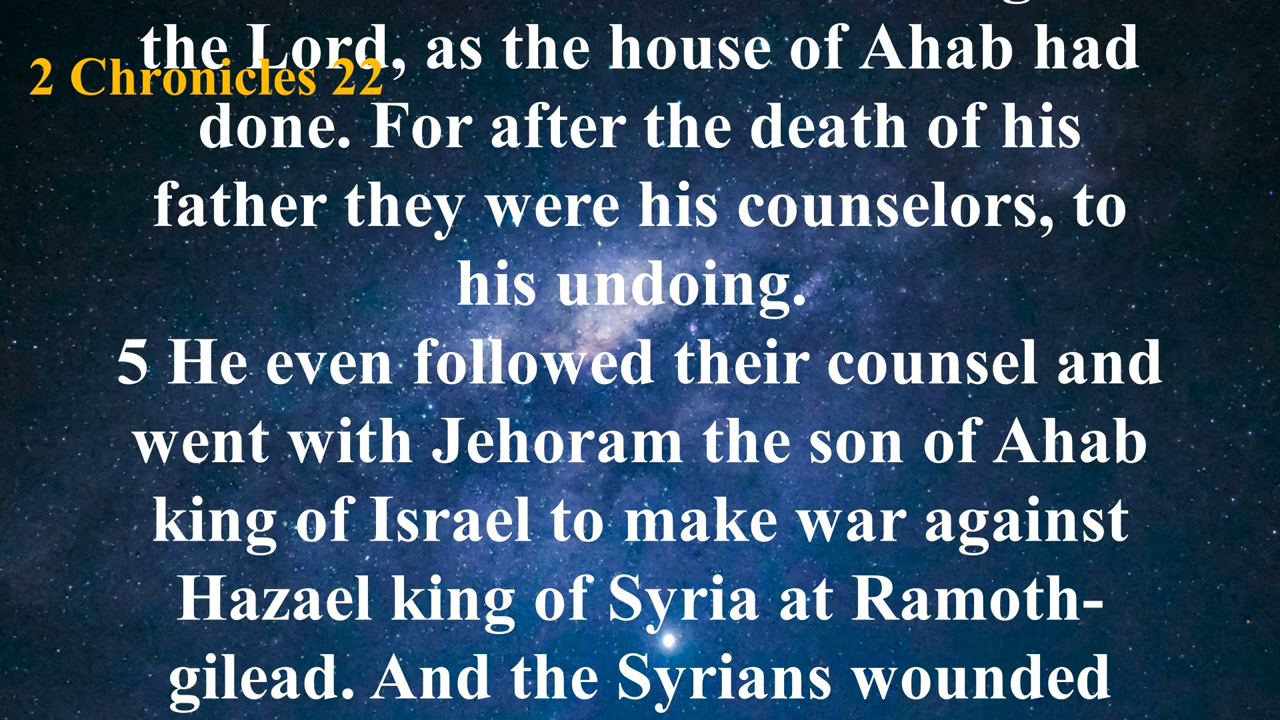 the Lord, as the house of Ahab had
2 Chronicles 22
done. For after the death of his
father they were his counselors, to
his undoing.
5 He even followed their counsel and
went with Jehoram the son of Ahab
king of Israel to make war against
Hazael king of Syria at Ramoth-
gilead. And the Syrians wounded